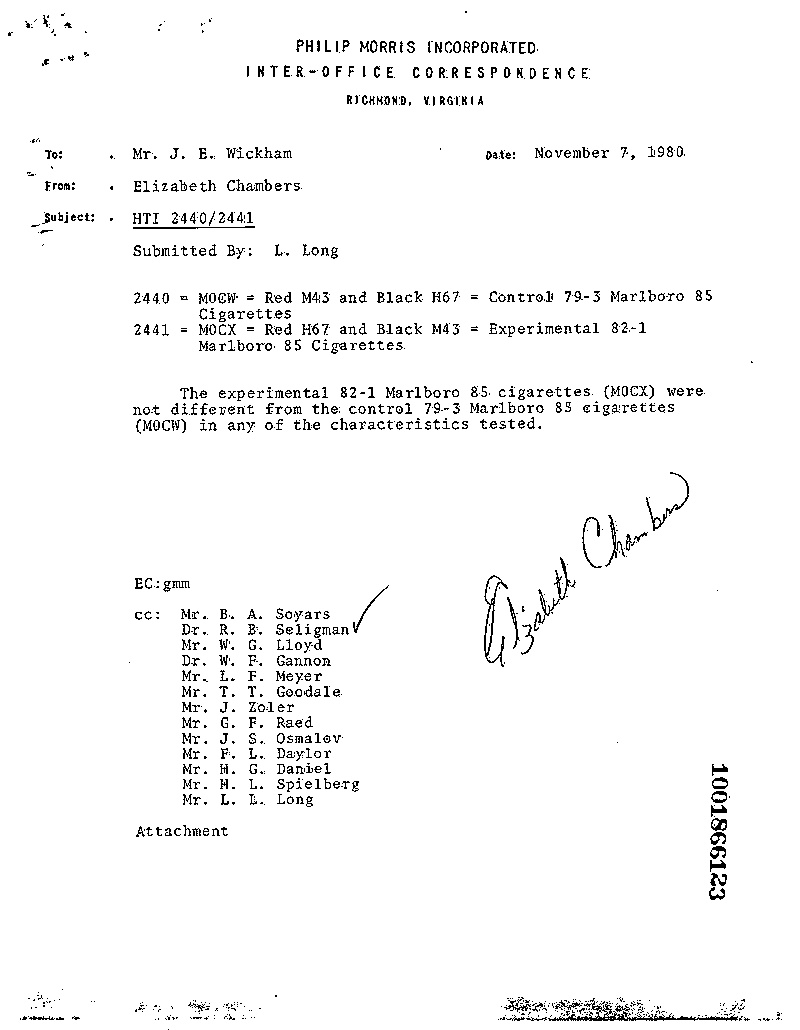 PHILIP MORRIS INCORPORATED
INTER-OFFICE CORRESPONDENCE
RICHMOND, VIRGINIA
To: . Mr. J. E. Wickham Date: November 7, 1980
From: . Elizabeth Chambers
Subject: . HTI 2440/2441
Submitted By: L. Long
2440 = MOCW = Red M43 and Black H67 = Control 79-3 Marlboro 85
Cigarettes
2441 = MOCX = Red H67 and Black M43 = Experimental 82-1
Marlboro 85 Cigarettes
The experimental 82-1 Marlboro 85 cigarettes (MOCX) were
not different from the control 79-3 Marlboro 85 cigarettes
(MOCW) in any of the characteristics tested.
Elizabeth Chambers
EC:gmm
cc: Mr. B. A. Soyars
Dr. R. B. Seligman
Mr. W. G. Lloyd
Dr. W. F. Gannon
Mr. L. F. Meyer
Mr. T. T. Goodale
Mr. J. Zoler
Mr. G. F. Raed
Mr. J. S. Osmalov
Mr. F. L. Daylor
Mr. H. G. Daniel
Mr. H. L. Spielberg
Mr. L. L. Long
Attachment
1001866123